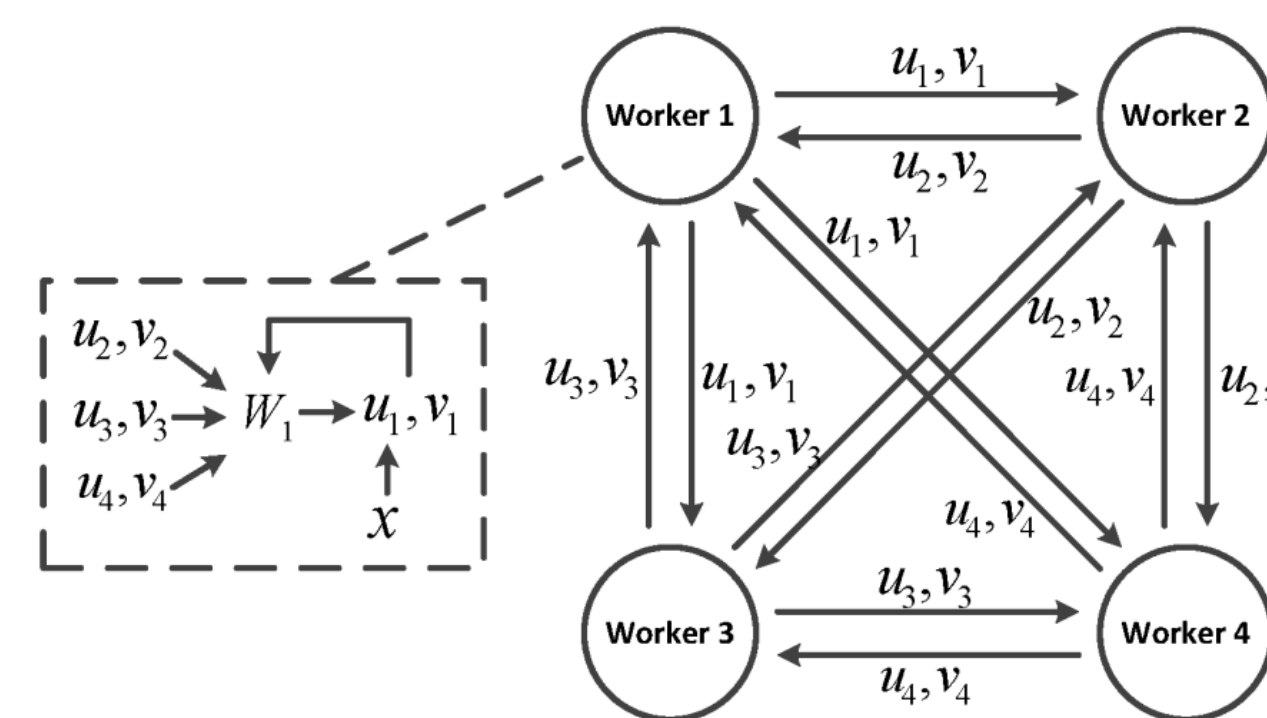 u₁,v₁
Worker 1
Worker 2
u₂,v₂
u₁,v₁
u₂,v₂
u₂,v₂
u₃,v₃
u₁,v₁
u₄,v₄
u₂,
u₃,v₃
W₁
u₁,v₁
u₃,v₃
u₄,v₄
x
u₄,v₄
u₃,v₃
Worker 3
Worker 4
u₄,v₄